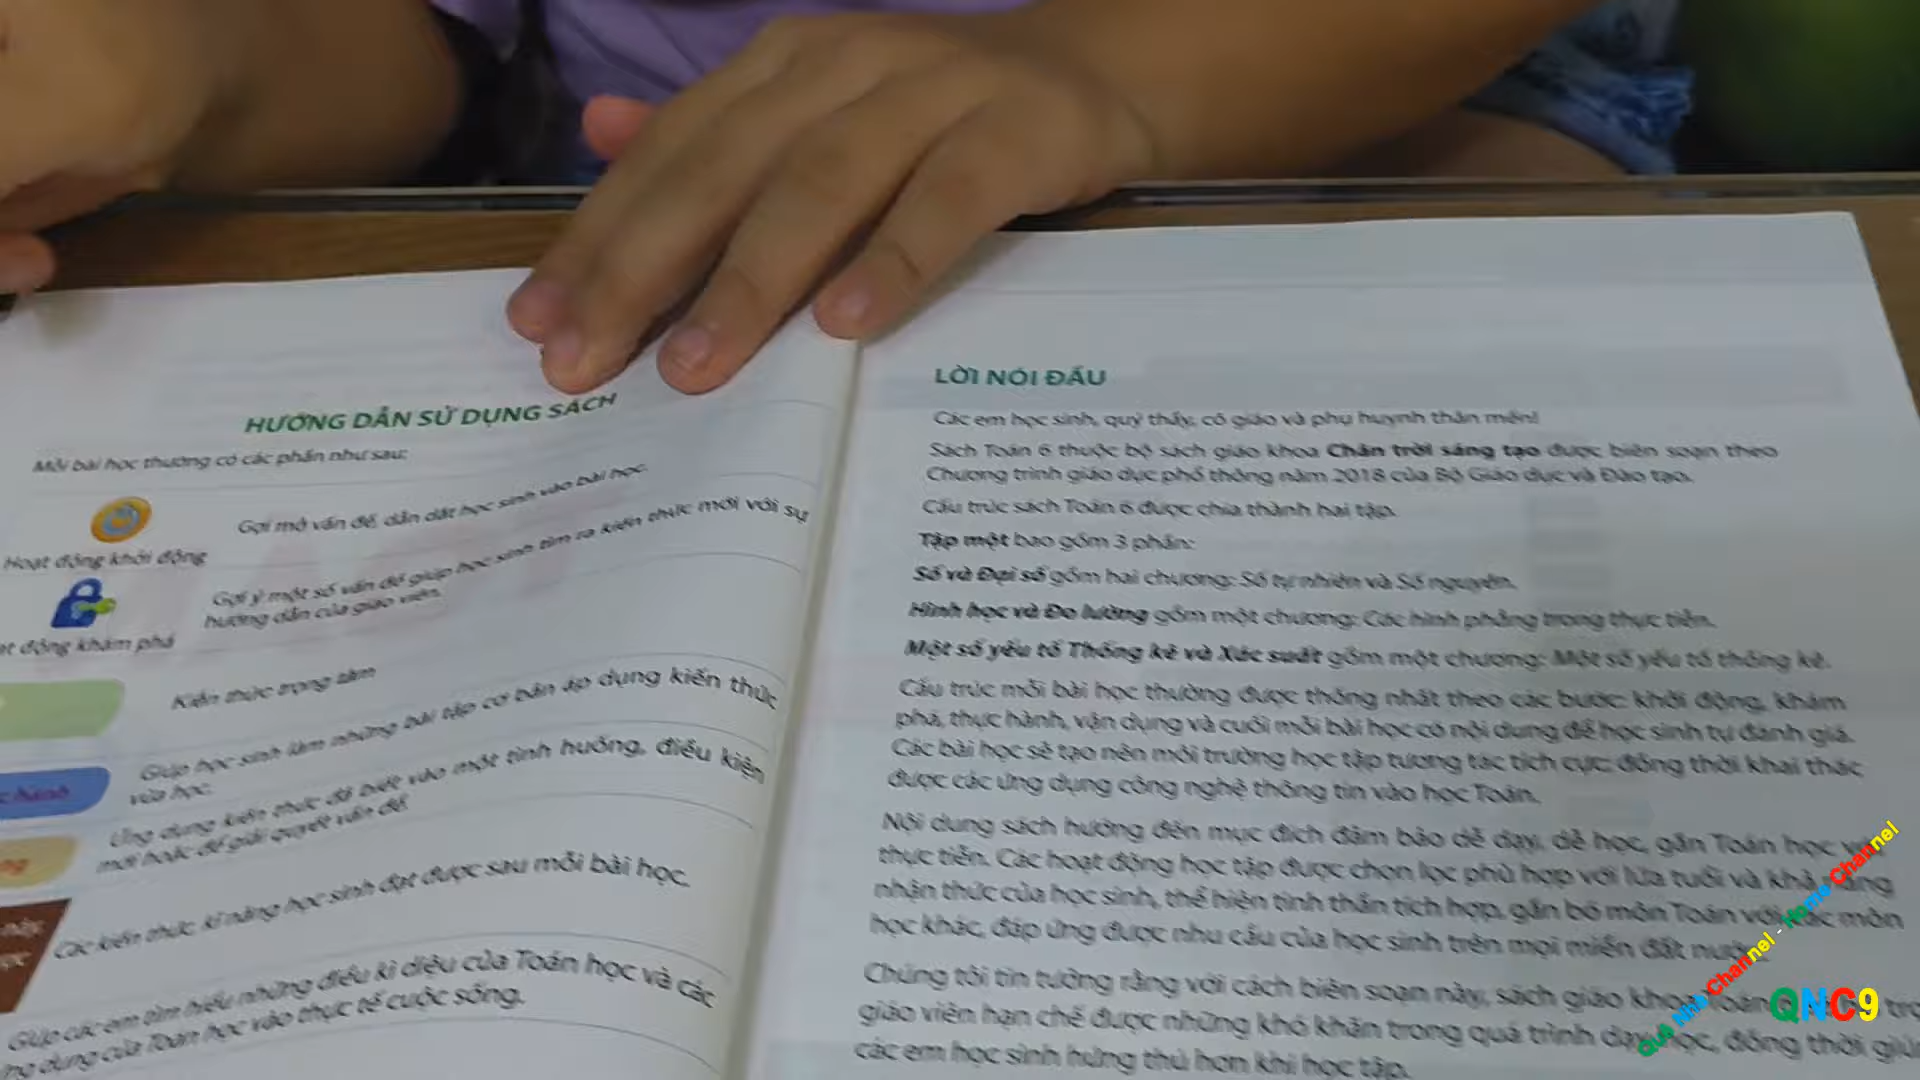 HƯỚNG DẪN SỬ DỤNG SÁCH
Mỗi bài học thường có các phần như sau:
Gợi mở vấn đề, dẫn dắt học sinh vào bài học.
Hoạt động khởi động
Gợi ý một số vấn đề giúp học sinh tìm ra kiến thức mới với sự
hướng dẫn của giáo viên.
động khám phá
Kiến thức trọng tâm
Giúp học sinh làm những bài tập cơ bản áp dụng kiến thức
vừa học.
hành
Ứng dụng kiến thức đã biết vào một tình huống, điều kiện
mới hoặc để giải quyết vấn đề.
Các kiến thức, kĩ năng học sinh đạt được sau mỗi bài học.
Giúp các em tìm hiểu những điều kì diệu của Toán học và các
dụng của Toán học vào thực tế cuộc sống.
LỜI NÓI ĐẦU
Các em học sinh, quý thầy, cô giáo và phụ huynh thân mến!
Sách Toán 6 thuộc bộ sách giáo khoa Chân trời sáng tạo được biên soạn theo
Chương trình giáo dục phổ thông năm 2018 của Bộ Giáo dục và Đào tạo.
Cấu trúc sách Toán 6 được chia thành hai tập.
Tập một bao gồm 3 phần:
Số và Đại số gồm hai chương: Số tự nhiên và Số nguyên.
Hình học và Đo lường gồm một chương: Các hình phẳng trong thực tiễn.
Một số yếu tố Thống kê và Xác suất gồm một chương: Một số yếu tố thống kê.
Cấu trúc mỗi bài học thường được thống nhất theo các bước: khởi động, khám
phá, thực hành, vận dụng và cuối mỗi bài học có nội dung để học sinh tự đánh giá.
Các bài học sẽ tạo nên môi trường học tập tương tác tích cực; đồng thời khai thác
được các ứng dụng công nghệ thông tin vào học Toán.
Nội dung sách hướng đến mục đích đảm bảo dễ dạy, dễ học, gắn Toán học
thực tiễn. Các hoạt động học tập được chọn lọc phù hợp với lứa tuổi và khả năng
nhận thức của học sinh, thể hiện tinh thần tích hợp, gắn bó môn Toán với các môn
học khác, đáp ứng được nhu cầu của học sinh trên mọi miền đất nước.
Chúng tôi tin tưởng rằng với cách biên soạn này, sách giáo khoa Toán
giáo viên hạn chế được những khó khăn trong quá trình dạy học, đồng thời giúp
các em học sinh hứng thú hơn khi học tập.
Quê Nhà Channel - Home Channel
QNC9